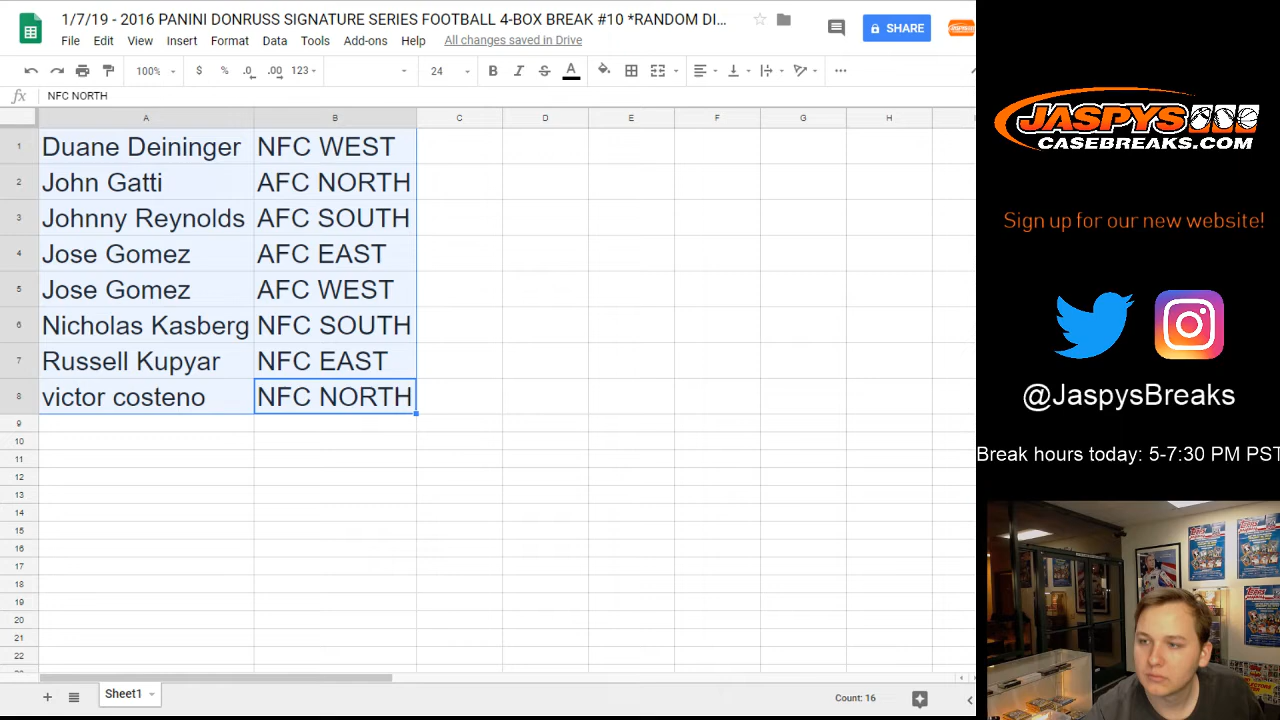 1/7/19 - 2016 PANINI DONRUSS SIGNATURE SERIES FOOTBALL 4-BOX BREAK #10 *RANDOM DI...
SHARE
File Edit View Insert Format Data Tools Add-ons Help All changes saved in Drive
100% $ % .0 .00 123 24 B I S A
fx NFC NORTH
A B C D E F G H
1 Duane Deininger NFC WEST
2 John Gatti AFC NORTH
3 Johnny Reynolds AFC SOUTH
4 Jose Gomez AFC EAST
5 Jose Gomez AFC WEST
6 Nicholas Kasberg NFC SOUTH
7 Russell Kupyar NFC EAST
8 victor costeno NFC NORTH
9
10
11
12
13
14
15
16
17
18
19
20
21
22
Sheet1
Count: 16
JASPYS
CASEBREAKS.COM
Sign up for our new website!
@JaspysBreaks
Break hours today: 5-7:30 PM PST